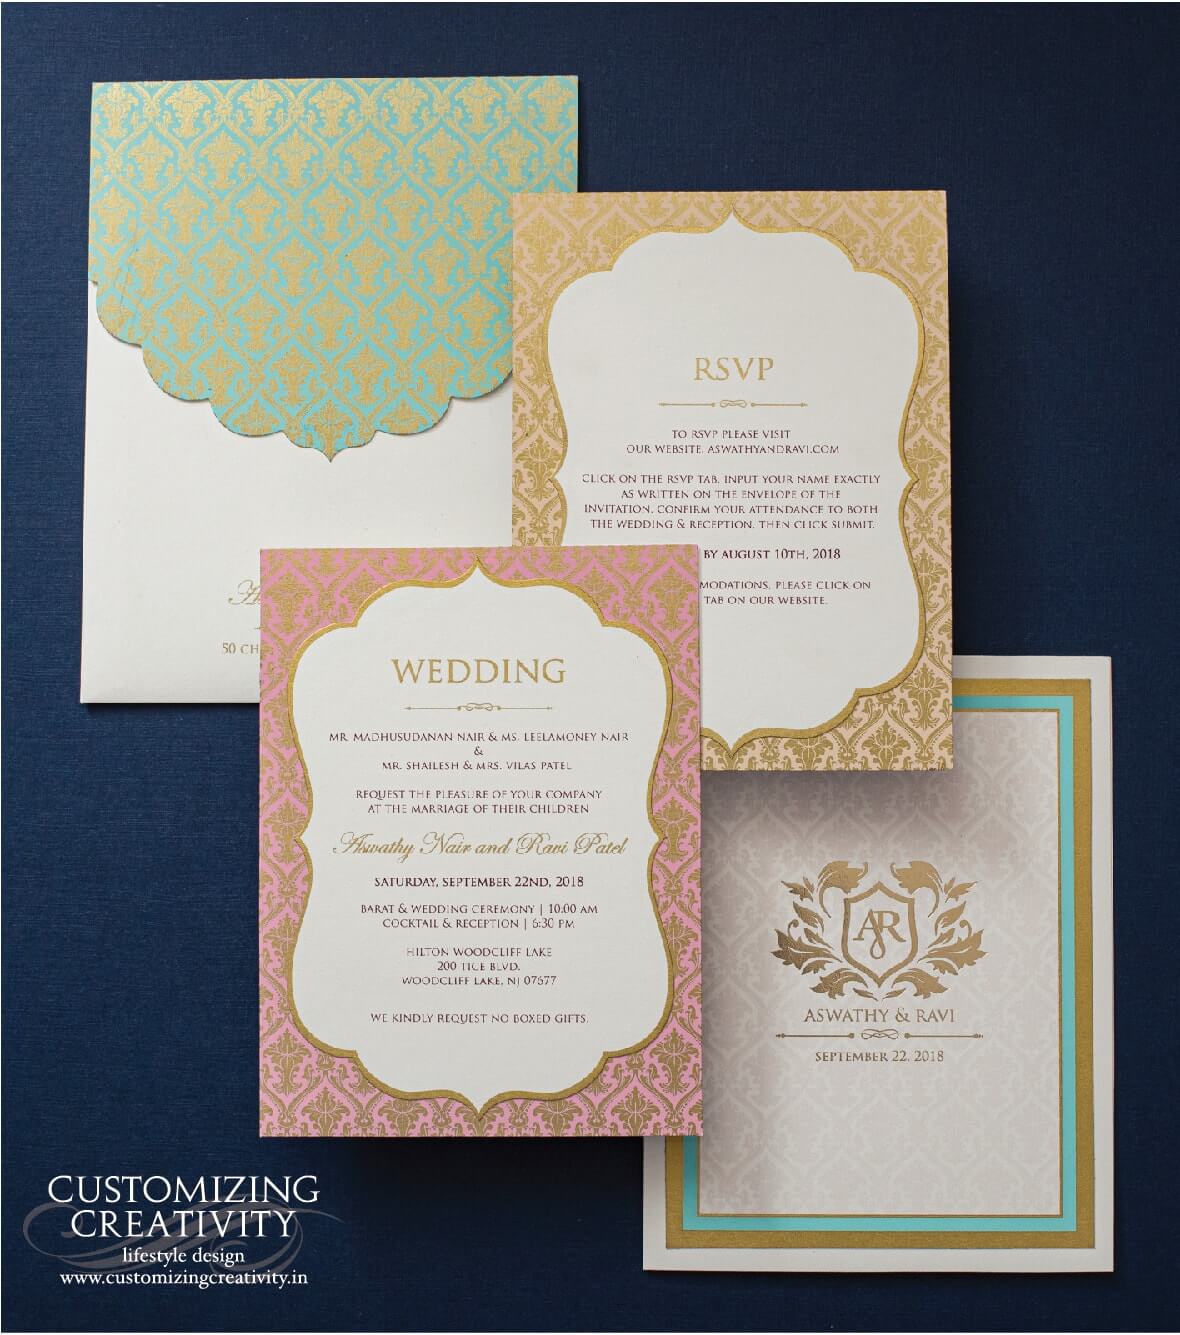 RSVP
TO RSVP PLEASE VISIT
OUR WEBSITE, ASWATHYANDRAVI.COM
CLICK ON THE RSVP TAB, INPUT YOUR NAME EXACTLY
AS WRITTEN ON THE ENVELOPE OF THE
INVITATION, CONFIRM YOUR ATTENDANCE TO BOTH
THE WEDDING & RECEPTION, THEN CLICK SUBMIT.
BY AUGUST 10TH, 2018
MODATIONS, PLEASE CLICK ON
TAB ON OUR WEBSITE.
50 CH
WEDDING
MR. MADHUSUDANAN NAIR & MS. LEELAMONEY NAIR
&
MR. SHAILESH & MRS. VILAS PATEL
REQUEST THE PLEASURE OF YOUR COMPANY
AT THE MARRIAGE OF THEIR CHILDREN
Aswathy Nair and Ravi Patel
SATURDAY, SEPTEMBER 22ND, 2018
BARAT & WEDDING CEREMONY | 10:00 AM
COCKTAIL & RECEPTION | 6:30 PM
HILTON WOODCLIFF LAKE
200 TICE BLVD.
WOODCLIFF LAKE, NJ 07677
WE KINDLY REQUEST NO BOXED GIFTS.
AR
ASWATHY & RAVI
SEPTEMBER 22, 2018
CUSTOMIZING
CREATIVITY
lifestyle design
www.customizingcreativity.in